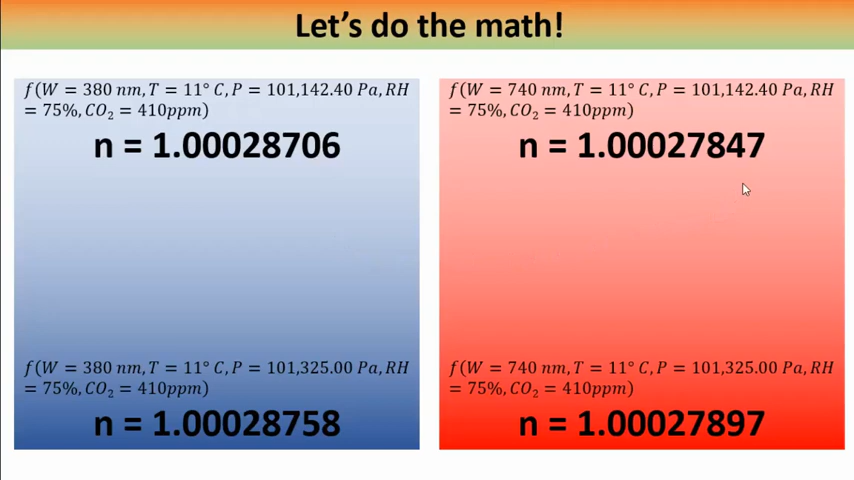 Let's do the math!
f(W = 380 nm, T = 11° C, P = 101,142.40 Pa, RH
= 75%, CO₂ = 410ppm)
n = 1.00028706
f(W = 740 nm, T = 11° C, P = 101,142.40 Pa, RH
= 75%, CO₂ = 410ppm)
n = 1.00027847
f(W = 380 nm, T = 11° C, P = 101,325.00 Pa, RH
= 75%, CO₂ = 410ppm)
n = 1.00028758
f(W = 740 nm, T = 11° C, P = 101,325.00 Pa, RH
= 75%, CO₂ = 410ppm)
n = 1.00027897